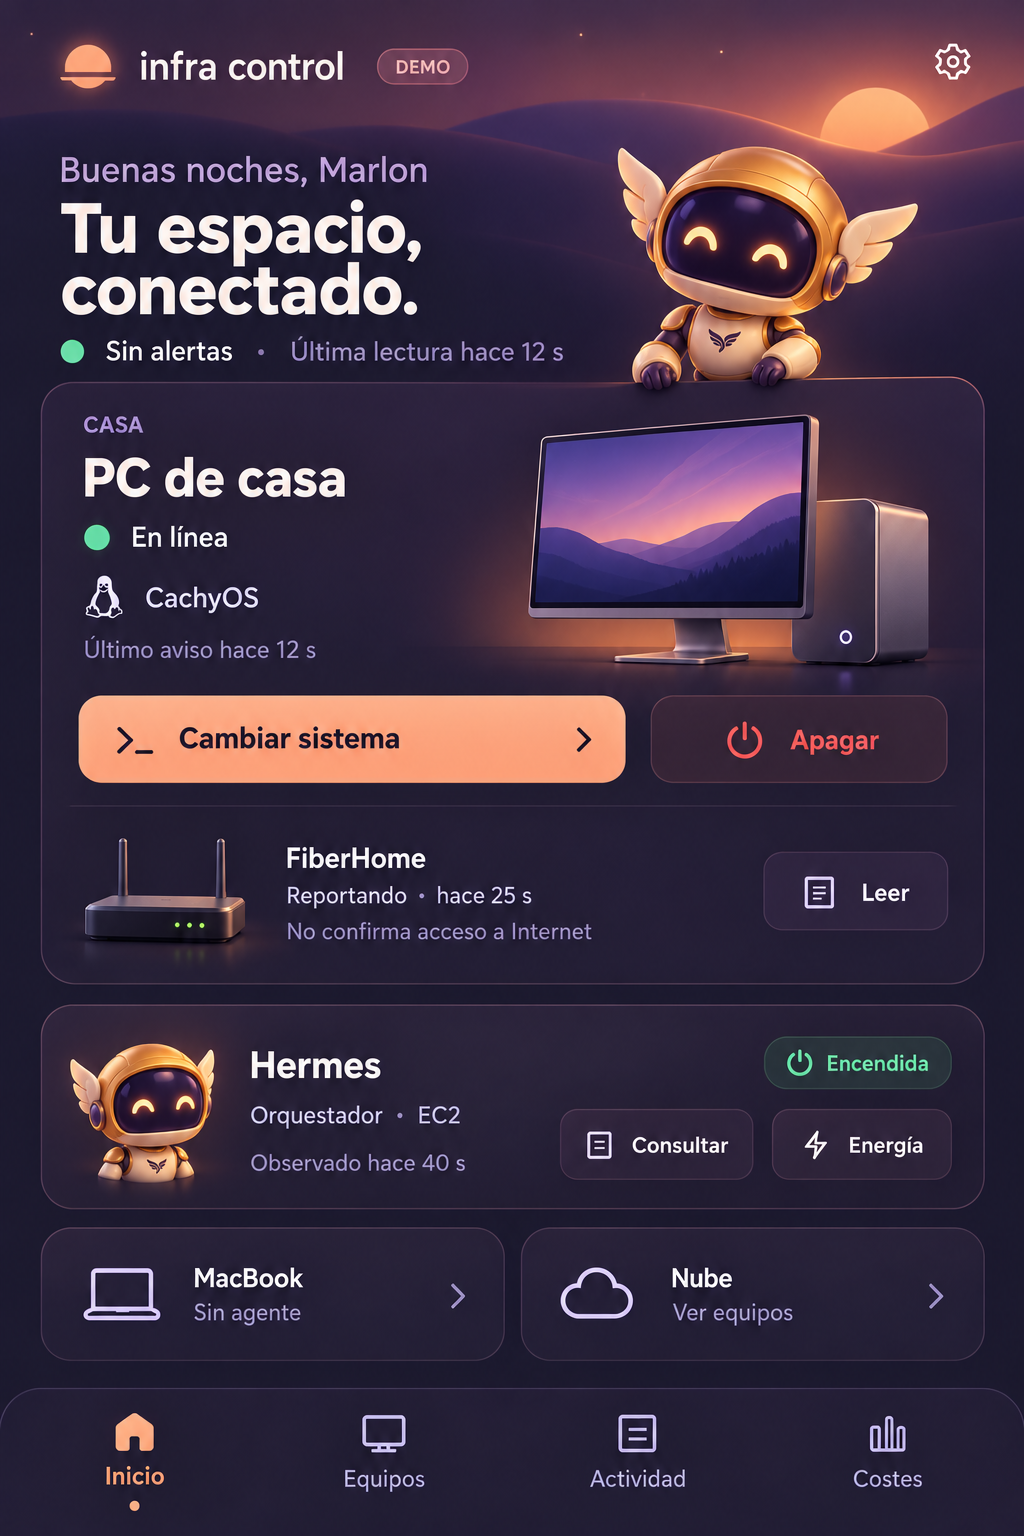 infra control
DEMO
Buenas noches, Marlon
Tu espacio,
conectado.
Sin alertas • Última lectura hace 12 s
CASA
PC de casa
En línea
CachyOS
Último aviso hace 12 s
Cambiar sistema
Apagar
FiberHome
Reportando • hace 25 s
No confirma acceso a Internet
Leer
Hermes
Orquestador • EC2
Observado hace 40 s
Encendida
Consultar
Energía
MacBook
Sin agente
Nube
Ver equipos
Inicio
Equipos
Actividad
Costes